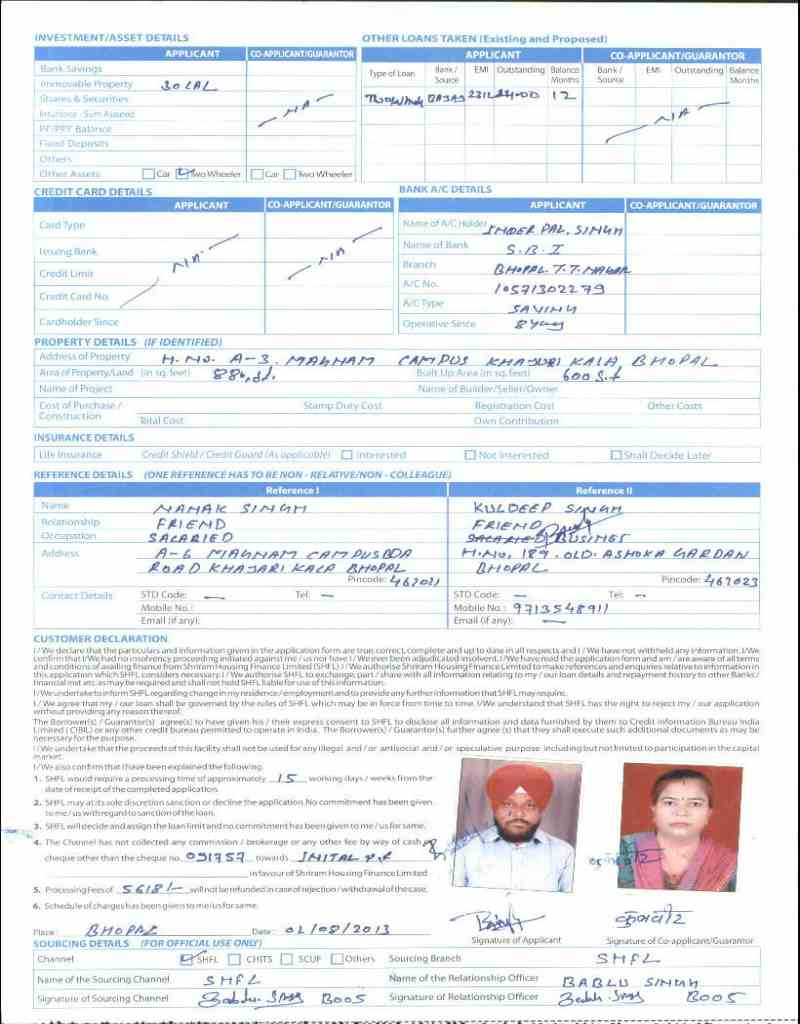 INVESTMENT/ASSET DETAILS
APPLICANT CO-APPLICANT/GUARANTOR
Bank Savings
Immovable Property 30 LAL
Shares & Securities
Insurance - Sum Assured
PF/PPF Balance
Fixed Deposits
Others
Other Assets Car Two Wheeler Car Two Wheeler
NA
OTHER LOANS TAKEN (Existing and Proposed)
APPLICANT CO-APPLICANT/GUARANTOR
Type of Loan Bank / Source EMI Outstanding Balance Months Bank / Source EMI Outstanding Balance Months
BAJAJ 2312 12
NIA
CREDIT CARD DETAILS
APPLICANT CO-APPLICANT/GUARANTOR
Card Type
Issuing Bank
Credit Limit
Credit Card No.
Cardholder Since
NIA NIA
BANK A/C DETAILS
APPLICANT CO-APPLICANT/GUARANTOR
Name of A/C Holder INDER PAL. SINGH
Name of Bank S.B.I
Branch BHOPAL T.T. NAGAR
A/C No. 10571302279
A/C Type SAVING
Operative Since 8 years
PROPERTY DETAILS (IF IDENTIFIED)
Address of Property H. NO. A-3. MAGNAM CAMPUS KHAJURI KALA BHOPAL
Area of Property/Land (in sq. feet) Built Up Area (in sq. feet) 600 S.f
Name of Project Name of Builder/Seller/Owner
Cost of Purchase / Construction Stamp Duty Cost Registration Cost Other Costs
Total Cost Own Contribution
INSURANCE DETAILS
Life Insurance Credit Shield / Credit Guard (As applicable) Interested Not Interested Shall Decide Later
REFERENCE DETAILS (ONE REFERENCE HAS TO BE NON - RELATIVE/NON - COLLEAGUE)
Reference I Reference II
Name NANAK SINGH KULDEEP SINGH
Relationship FRIEND FRIEND
Occupation SALARIED SALARIED BUSINES
Address A-6 MAGNAM CAMPUS BDA H.NO. 189. OLD. ASHOKA GARDAN
ROAD KHAJARI KALA BHOPAL BHOPAL
Pincode: 462021 Pincode: 462023
Contact Details STD Code: — Tel: — STD Code: — Tel: —
Mobile No.: Mobile No.: 9713548911
Email (if any): Email (if any): —
CUSTOMER DECLARATION
I / We declare that the particulars and information given in the application form are true, correct, complete and up to date in all respects and I / We have not withheld any information. I/We
confirm that I/We had no insolvency proceeding initiated against me / us nor have I / We ever been adjudicated insolvent. I / We have read the application form and am / are aware of all terms
and conditions of availing finance from Shriram Housing Finance Limited (SHFL). I / We authorise Shriram Housing Finance Limited to make references and enquiries relative to information in
this application which SHFL considers necessary. I / We authorise SHFL to exchange, part / share with all information relating to my / our loan details and repayment history to other Banks /
financial inst etc. as may be required and shall not hold SHFL liable for use of this information.
I/We undertake to inform SHFL regarding change in my residence / employment and to provide any further information that SHFL may require.
I / We agree that my / our loan shall be governed by the rules of SHFL which may be in force from time to time. I/We understand that SHFL has the right to reject my / our application
without providing any reason thereof.
The Borrower(s) / Guarantor(s) agree(s) to have given his / their express consent to SHFL to disclose all information and data furnished by them to Credit Information Bureau India
Limited (CIBIL) or any other credit bureau permitted to operate in India. The Borrower(s) / Guarantor(s) further agree (s) that they shall execute such additional documents as may be
necessary for the purpose.
I / We undertake that the proceeds of this facility shall not be used for any illegal and / or antisocial and / or speculative purpose including but not limited to participation in the capital
market.
I / We also confirm that I have been explained the following.
1. SHFL would require a processing time of approximately 15 working days / weeks from the
date of receipt of the completed application.
2. SHFL may at its sole discretion sanction or decline the application. No commitment has been given
to me / us with regard to sanction of the loan.
3. SHFL will decide and assign the loan limit and no commitment has been given to me / us for same.
4. The Channel has not collected any commission / brokerage or any other fee by way of cash or
cheque other than the cheque no. 091757 towards INITAL P.F
in favour of Shriram Housing Finance Limited
5. Processing Fees of 5618/- will not be refunded in case of rejection / withdrawal of the case.
6. Schedule of charges has been given to me/us for same.
Place: BHOPAL Date: 02/08/2013
Signature of Applicant Signature of Co-applicant/Guarantor
SOURCING DETAILS (FOR OFFICIAL USE ONLY)
Channel SHFL CHITS SCUF Others Sourcing Branch SHFL
Name of the Sourcing Channel SHFL Name of the Relationship Officer BABLU SINGH
Signature of Sourcing Channel B005 Signature of Relationship Officer B005